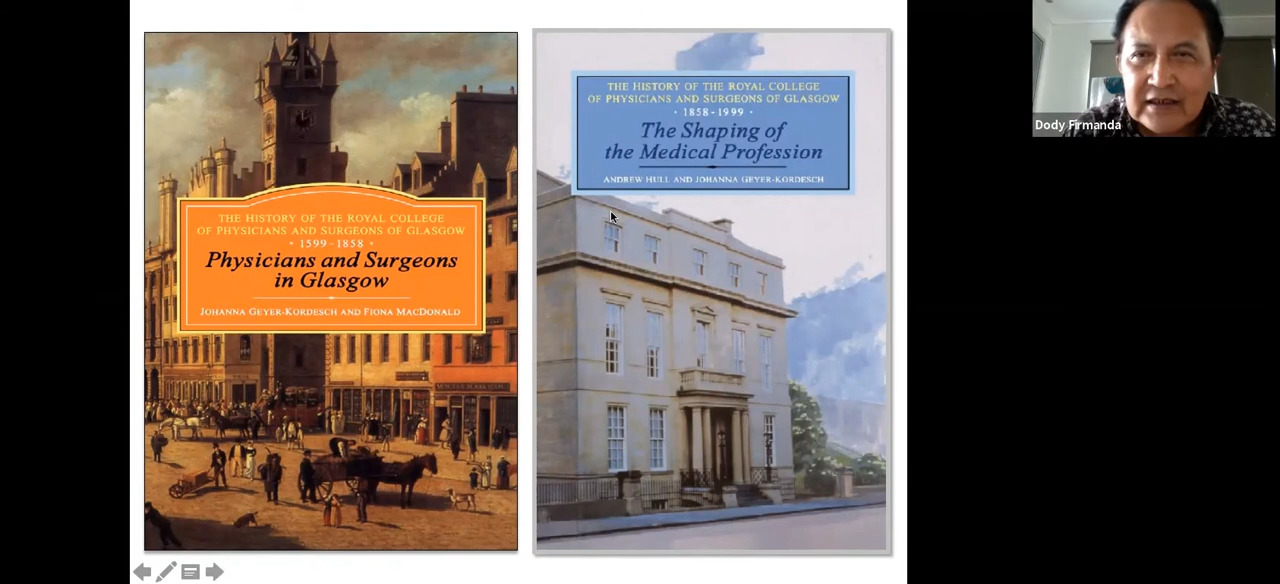 THE HISTORY OF THE ROYAL COLLEGE
OF PHYSICIANS AND SURGEONS OF GLASGOW
· 1599-1858 ·
Physicians and Surgeons
in Glasgow
JOHANNA GEYER-KORDESCH AND FIONA MACDONALD
THE HISTORY OF THE ROYAL COLLEGE
OF PHYSICIANS AND SURGEONS OF GLASGOW
· 1858-1999 ·
The Shaping of
the Medical Profession
ANDREW HULL AND JOHANNA GEYER-KORDESCH
Dody Firmanda